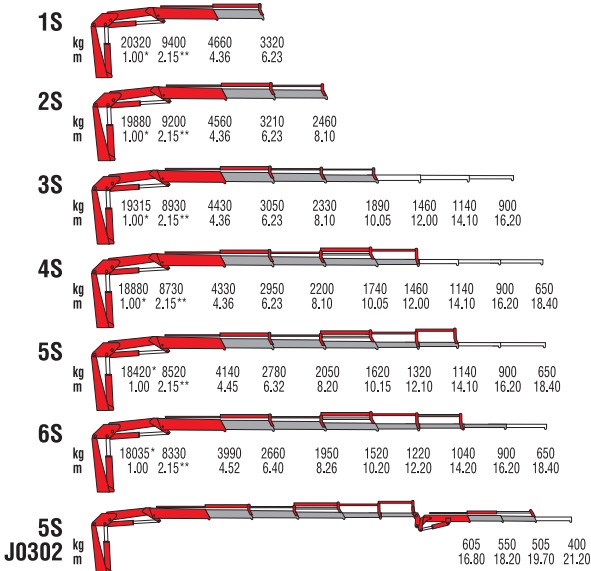 1S
kg 20320 9400 4660 3320
m 1.00* 2.15** 4.36 6.23
2S
kg 19880 9200 4560 3210 2460
m 1.00* 2.15** 4.36 6.23 8.10
3S
kg 19315 8930 4430 3050 2330 1890 1460 1140 900
m 1.00* 2.15** 4.36 6.23 8.10 10.05 12.00 14.10 16.20
4S
kg 18880 8730 4330 2950 2200 1740 1460 1140 900 650
m 1.00* 2.15** 4.36 6.23 8.10 10.05 12.00 14.10 16.20 18.40
5S
kg 18420* 8520 4140 2780 2050 1620 1320 1140 900 650
m 1.00 2.15** 4.45 6.32 8.20 10.15 12.10 14.10 16.20 18.40
6S
kg 18035* 8330 3990 2660 1950 1520 1220 1040 900 650
m 1.00 2.15** 4.52 6.40 8.26 10.20 12.20 14.20 16.20 18.40
5S
J0302
kg 605 550 505 400
m 16.80 18.20 19.70 21.20